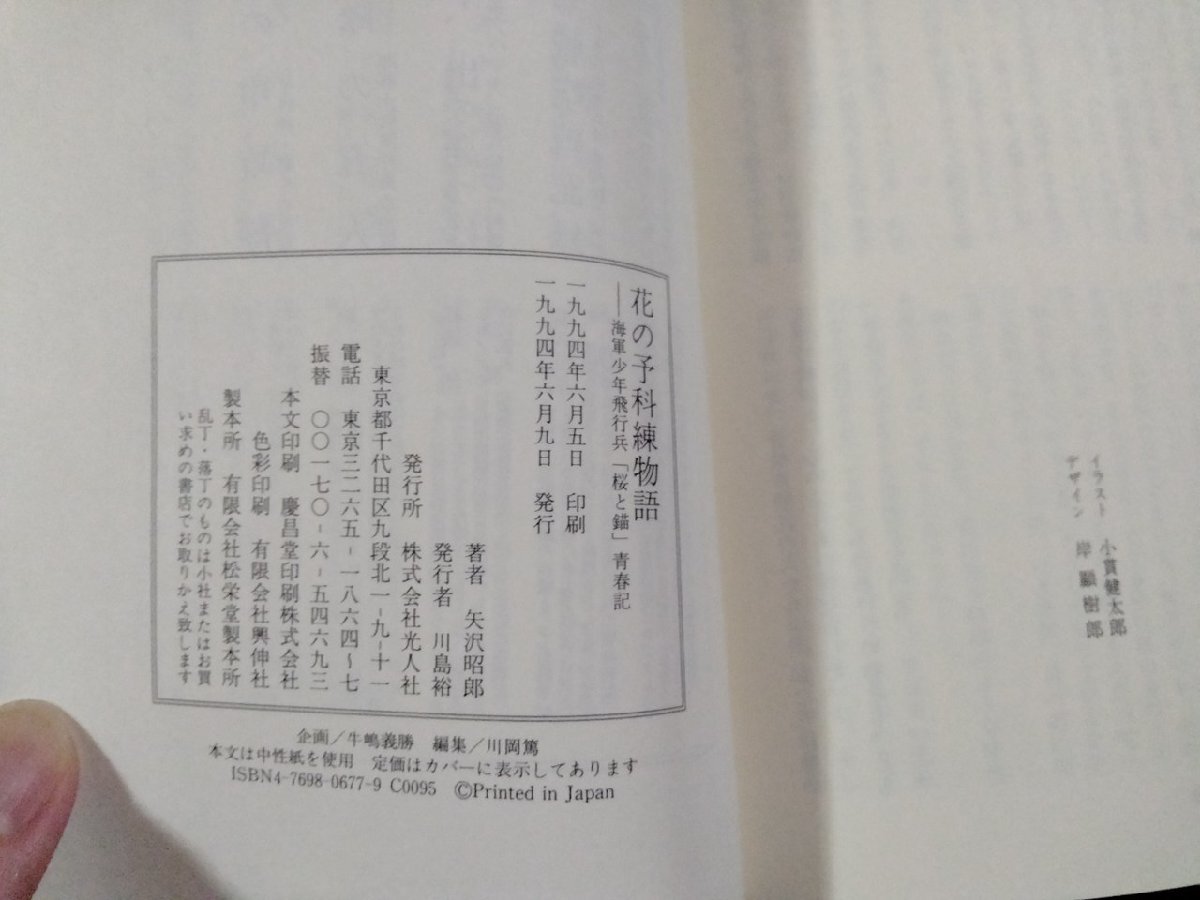 イラスト 小貫健太郎
デザイン 岸顯樹郎
花の予科練物語
――海軍少年飛行兵「桜と錨」青春記
一九九四年六月五日 印刷
一九九四年六月九日 発行
著者 矢沢昭郎
発行者 川島裕
発行所 株式会社光人社
東京都千代田区九段北一-九-十一
電話 東京三二六五-一八六四~七
振替 〇〇一七〇-六-五四六九三
本文印刷 慶昌堂印刷株式会社
色彩印刷 有限会社興伸社
製本所 有限会社松栄堂製本所
乱丁・落丁のものは小社またはお買
い求めの書店でお取りかえ致します
企画/牛嶋義勝 編集/川岡篤
本文は中性紙を使用 定価はカバーに表示してあります
ISBN4-7698-0677-9 C0095 ©Printed in Japan